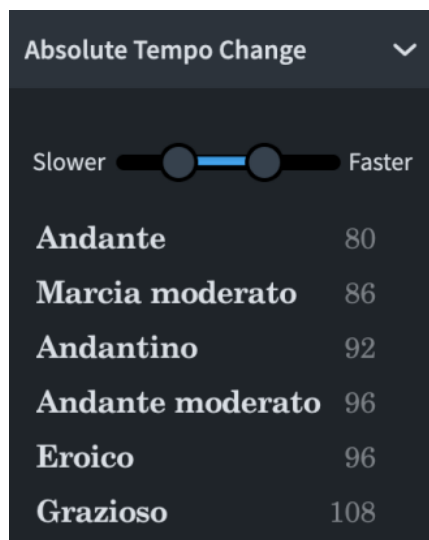 Absolute Tempo Change
Slower Faster
Andante 80
Marcia moderato 86
Andantino 92
Andante moderato 96
Eroico 96
Grazioso 108